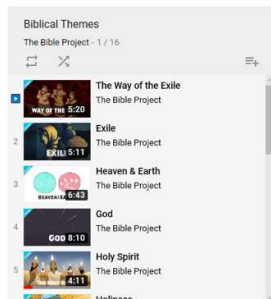 Biblical Themes
The Bible Project - 1 / 16
The Way of the Exile
The Bible Project
WAY OF THE
5:20
2
Exile
The Bible Project
EXILE
5:11
3
Heaven & Earth
The Bible Project
HEAVEN
6:43
4
God
The Bible Project
GOD
8:10
5
Holy Spirit
The Bible Project
4:11
Holiness